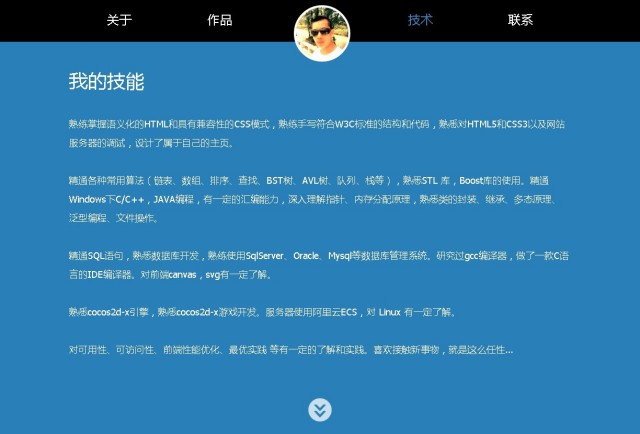 关于
作品
技术
联系
我的技能
熟练掌握语义化的HTML和具有兼容性的CSS模式，熟练手写符合W3C标准的结构和代码，熟悉对HTML5和CSS3以及网站
服务器的调试，设计了属于自己的主页。
精通各种常用算法（链表、数组、排序、查找、BST树、AVL树、队列、栈等），熟悉STL 库，Boost库的使用。精通
Windows下C/C++，JAVA编程，有一定的汇编能力，深入理解指针、内存分配原理，熟悉类的封装、继承、多态原理、
泛型编程、文件操作。
精通SQL语句，熟悉数据库开发，熟练使用SqlServer、Oracle、Mysql等数据库管理系统。研究过gcc编译器，做了一款C语
言的IDE编译器。对前端canvas，svg有一定了解。
熟悉cocos2d-x引擎，熟悉cocos2d-x游戏开发。服务器使用阿里云ECS，对 Linux 有一定了解。
对可用性、可访问性、前端性能优化、最优实践 等有一定的了解和实践。喜欢接触新事物，就是这么任性...